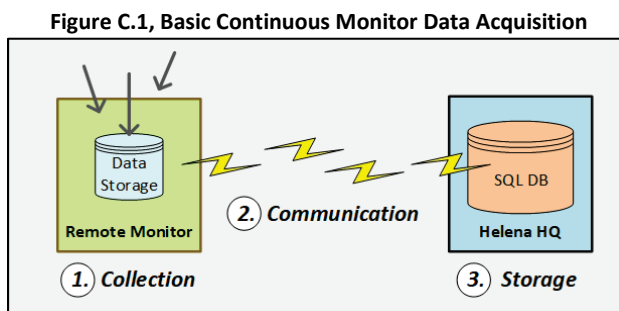 Figure C.1, Basic Continuous Monitor Data Acquisition
Data
Storage
Remote Monitor
1. Collection
2. Communication
SQL DB
Helena HQ
3. Storage